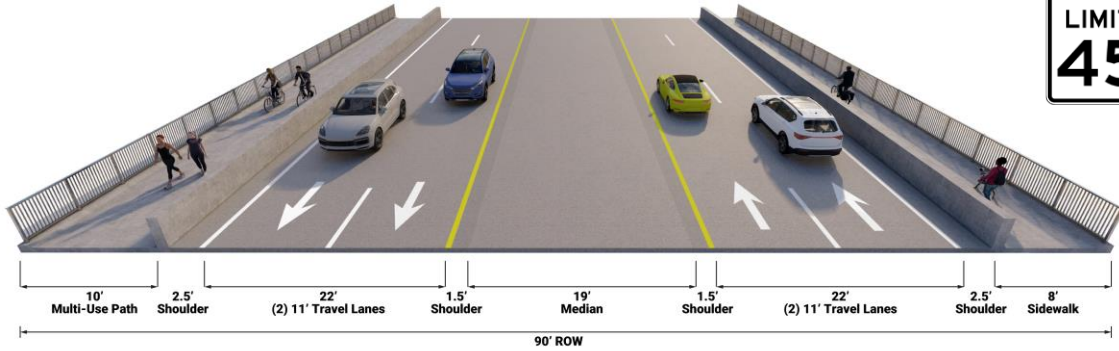 LIMIT
45
10' 2.5' 22' 1.5' 19' 1.5' 22' 2.5' 8'
Multi-Use Path Shoulder (2) 11' Travel Lanes Shoulder Median Shoulder (2) 11' Travel Lanes Shoulder Sidewalk
90' ROW